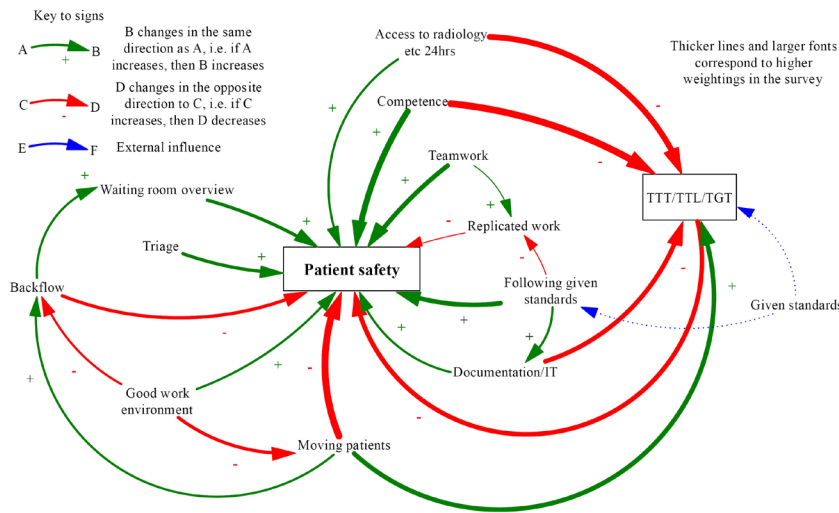 Key to signs
A
+
B
B changes in the same
direction as A, i.e. if A
increases, then B increases
C
-
D
D changes in the opposite
direction to C, i.e. if C
increases, then D decreases
E
F
External influence
Access to radiology
etc 24hrs
Thicker lines and larger fonts
correspond to higher
weightings in the survey
-
+
Competence
+
-
Teamwork
+
+
Waiting room overview
+
+
TTT/TTL/TGT
Replicated work
-
Triage
+
+
-
-
Patient safety
Following given
standards
+
Backflow
Given standards
-
+
+
+
Documentation/IT
+
-
-
+
Good work
environment
-
-
Moving patients